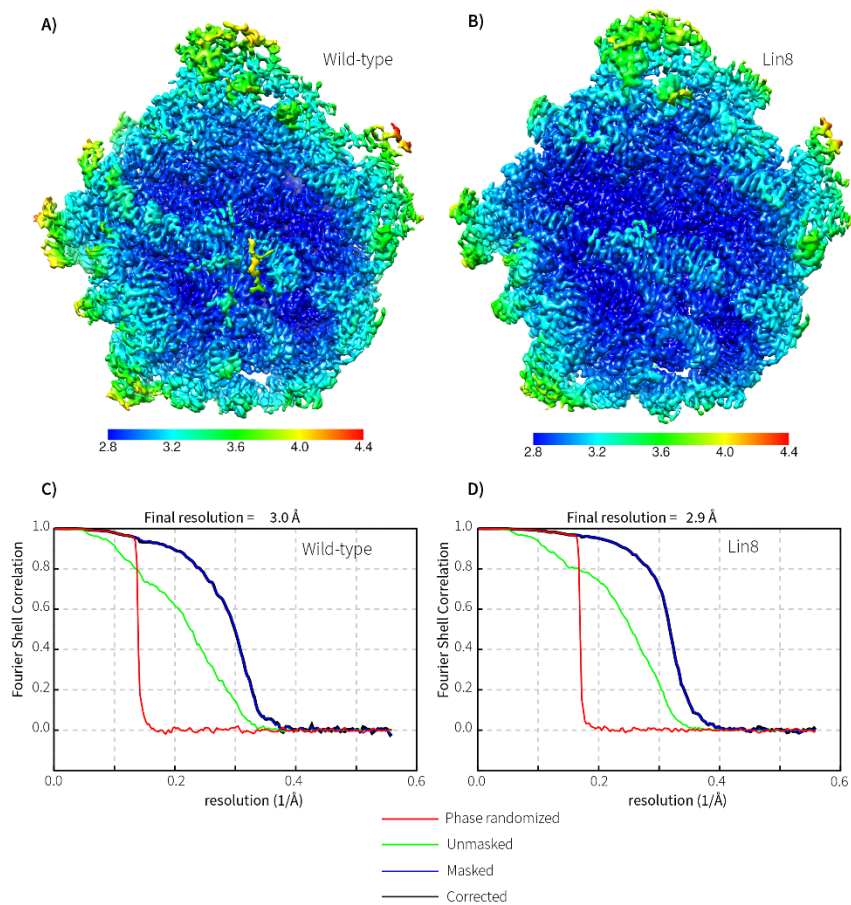 A)
Wild-type
B)
Lin8
2.8 3.2 3.6 4.0 4.4
2.8 3.2 3.6 4.0 4.4
C)
Final resolution = 3.0 Å
Wild-type
1.0
0.8
0.6
0.4
0.2
0.0
Fourier Shell Correlation
0.0 0.2 0.4 0.6
resolution (1/Å)
D)
Final resolution = 2.9 Å
Lin8
1.0
0.8
0.6
0.4
0.2
0.0
Fourier Shell Correlation
0.0 0.2 0.4 0.6
resolution (1/Å)
Phase randomized
Unmasked
Masked
Corrected